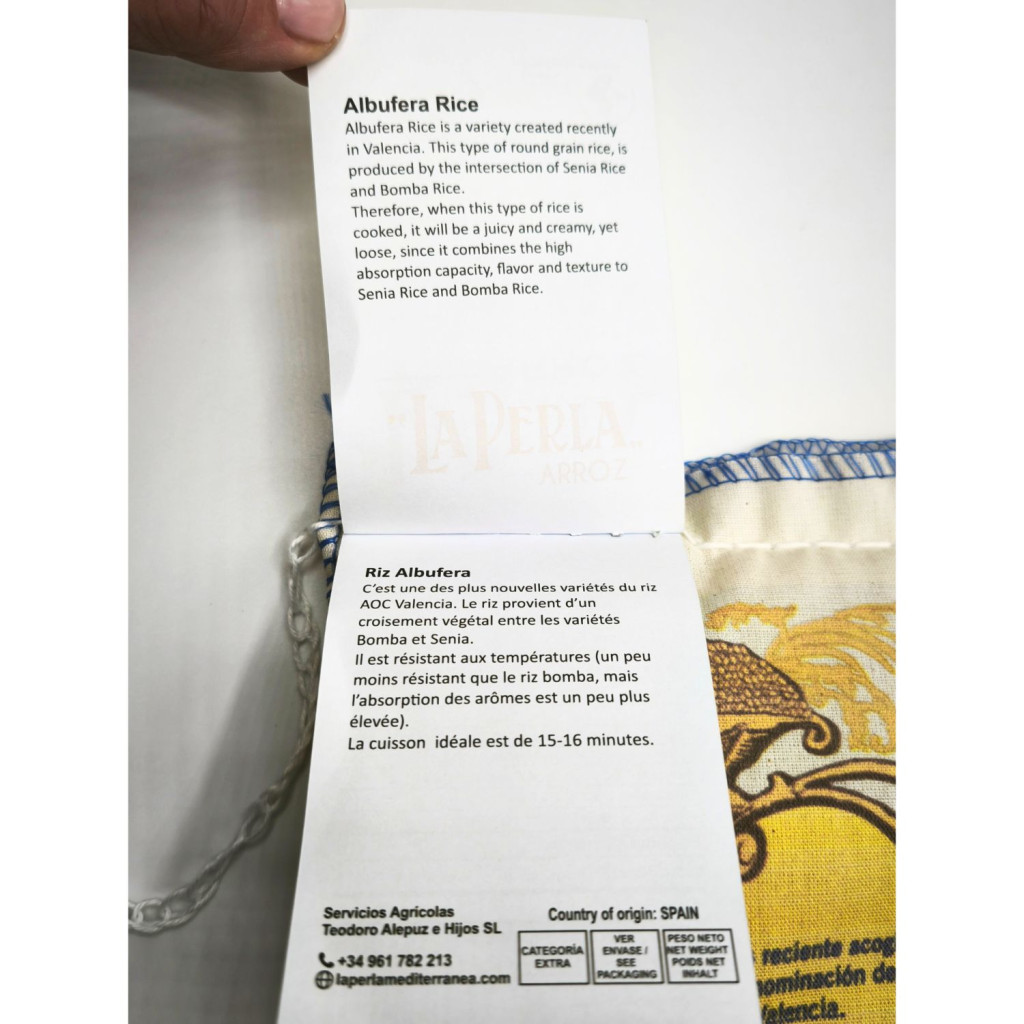 Albufera Rice
Albufera Rice is a variety created recently
in Valencia. This type of round grain rice, is
produced by the intersection of Senia Rice
and Bomba Rice.
Therefore, when this type of rice is
cooked, it will be a juicy and creamy, yet
loose, since it combines the high
absorption capacity, flavor and texture to
Senia Rice and Bomba Rice.
LA PERLA
ARROZ
Riz Albufera
C'est une des plus nouvelles variétés du riz
AOC Valencia. Le riz provient d'un
croisement végétal entre les variétés
Bomba et Senia.
Il est résistant aux températures (un peu
moins résistant que le riz bomba, mais
l'absorption des arômes est un peu plus
élevée).
La cuisson idéale est de 15-16 minutes.
Servicios Agrícolas
Teodoro Alepuz e Hijos SL
+34 961 782 213
laperlamediterranea.com
Country of origin: SPAIN
CATEGORÍA
EXTRA
VER
ENVASE /
SEE
PACKAGING
PESO NETO
NET WEIGHT
POIDS NET
INHALT
reciente acog
nominación de
Valencia.